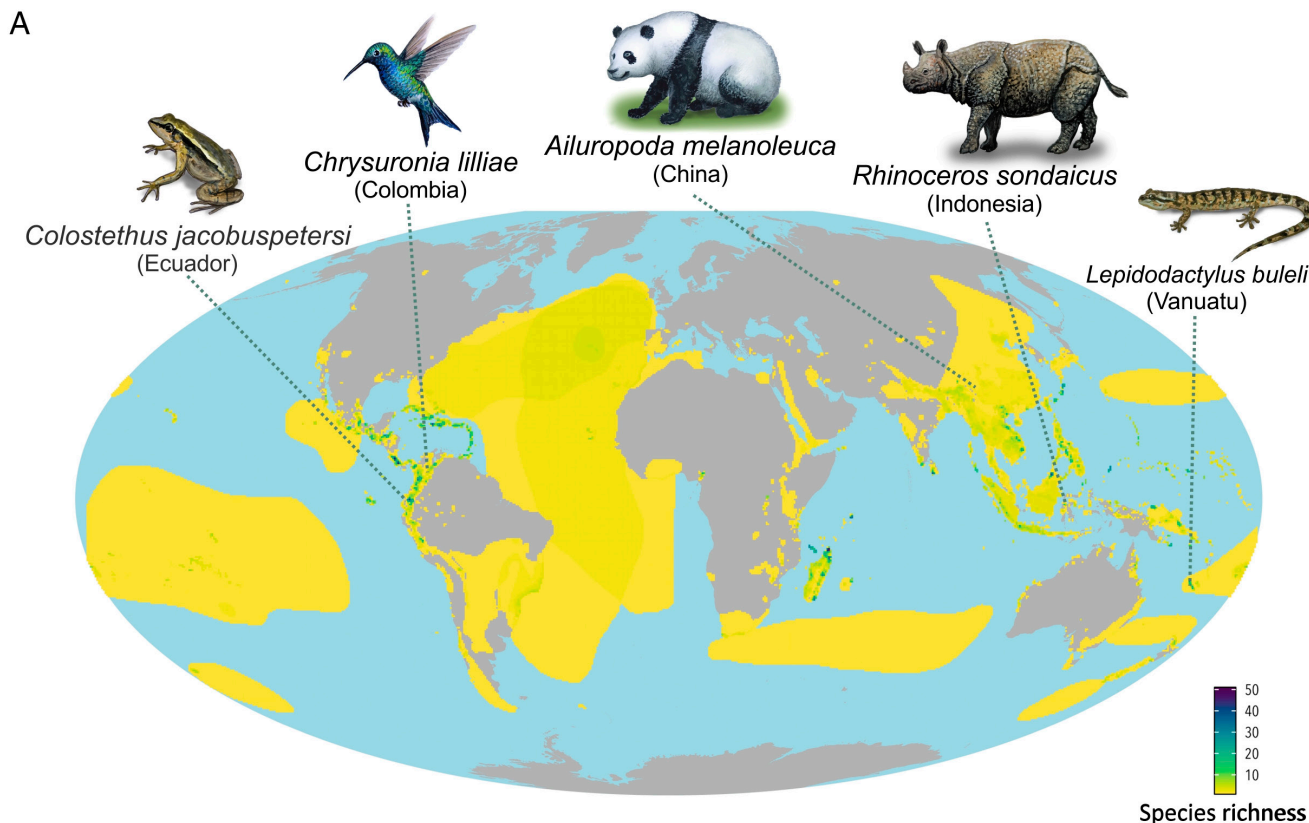 A
Chrysuronia lilliae
(Colombia)
Ailuropoda melanoleuca
(China)
Rhinoceros sondaicus
(Indonesia)
Colostethus jacobuspetersi
(Ecuador)
Lepidodactylus buleli
(Vanuatu)
50
40
30
20
10
Species richness